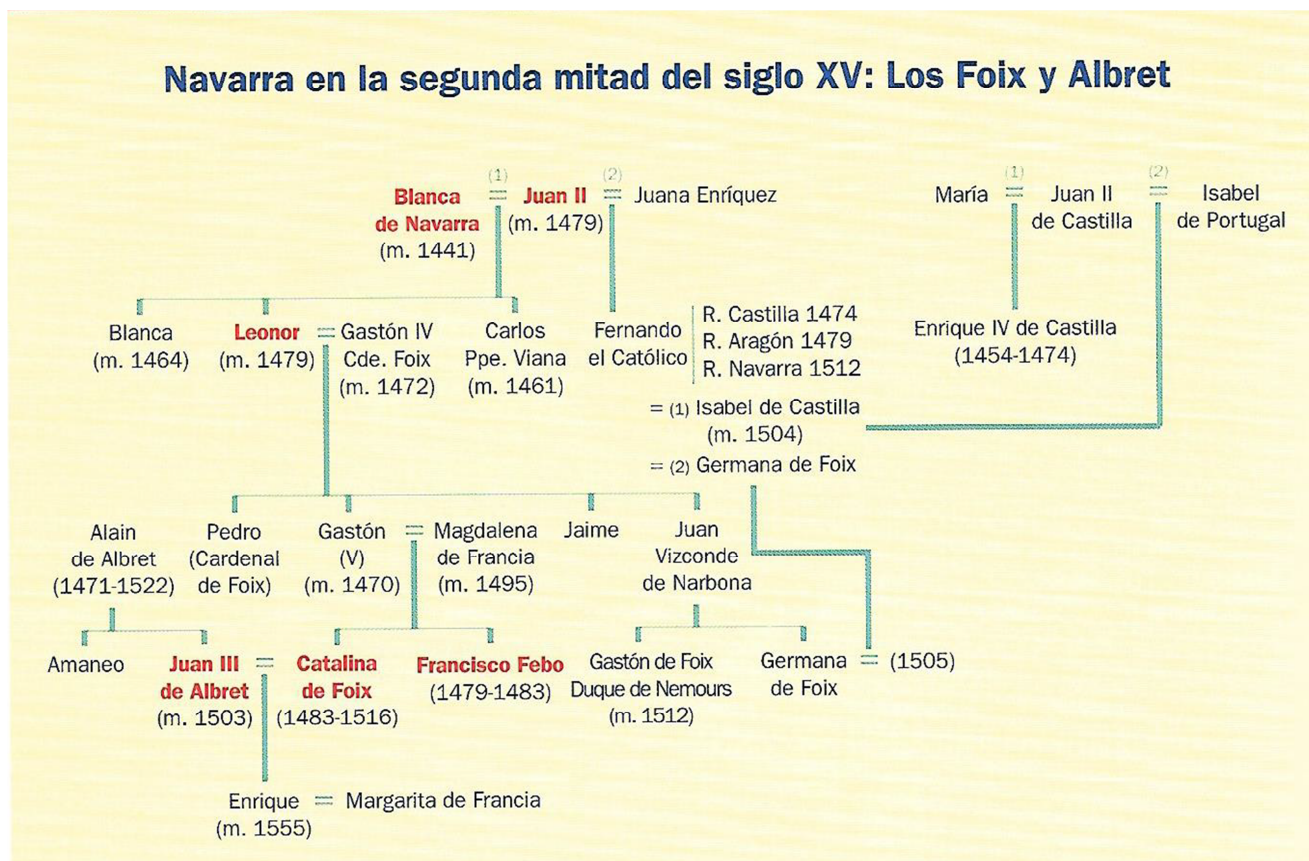 Navarra en la segunda mitad del siglo XV: Los Foix y Albret
(1)
(2)
Blanca
de Navarra
(m. 1441)
=
Juan II
(m. 1479)
=
Juana Enríquez
(1)
(2)
María
=
Juan II
de Castilla
=
Isabel
de Portugal
Blanca
(m. 1464)
Leonor
(m. 1479)
=
Gastón IV
Cde. Foix
(m. 1472)
Carlos
Ppe. Viana
(m. 1461)
Fernando
el Católico
R. Castilla 1474
R. Aragón 1479
R. Navarra 1512
Enrique IV de Castilla
(1454-1474)
= (1) Isabel de Castilla
(m. 1504)
= (2) Germana de Foix
Alain
de Albret
(1471-1522)
Pedro
(Cardenal
de Foix)
Gastón
(V)
(m. 1470)
=
Magdalena
de Francia
(m. 1495)
Jaime
Juan
Vizconde
de Narbona
Amaneo
Juan III
de Albret
(m. 1503)
=
Catalina
de Foix
(1483-1516)
Francisco Febo
(1479-1483)
Gastón de Foix
Duque de Nemours
(m. 1512)
Germana
de Foix
= (1505)
Enrique
(m. 1555)
=
Margarita de Francia